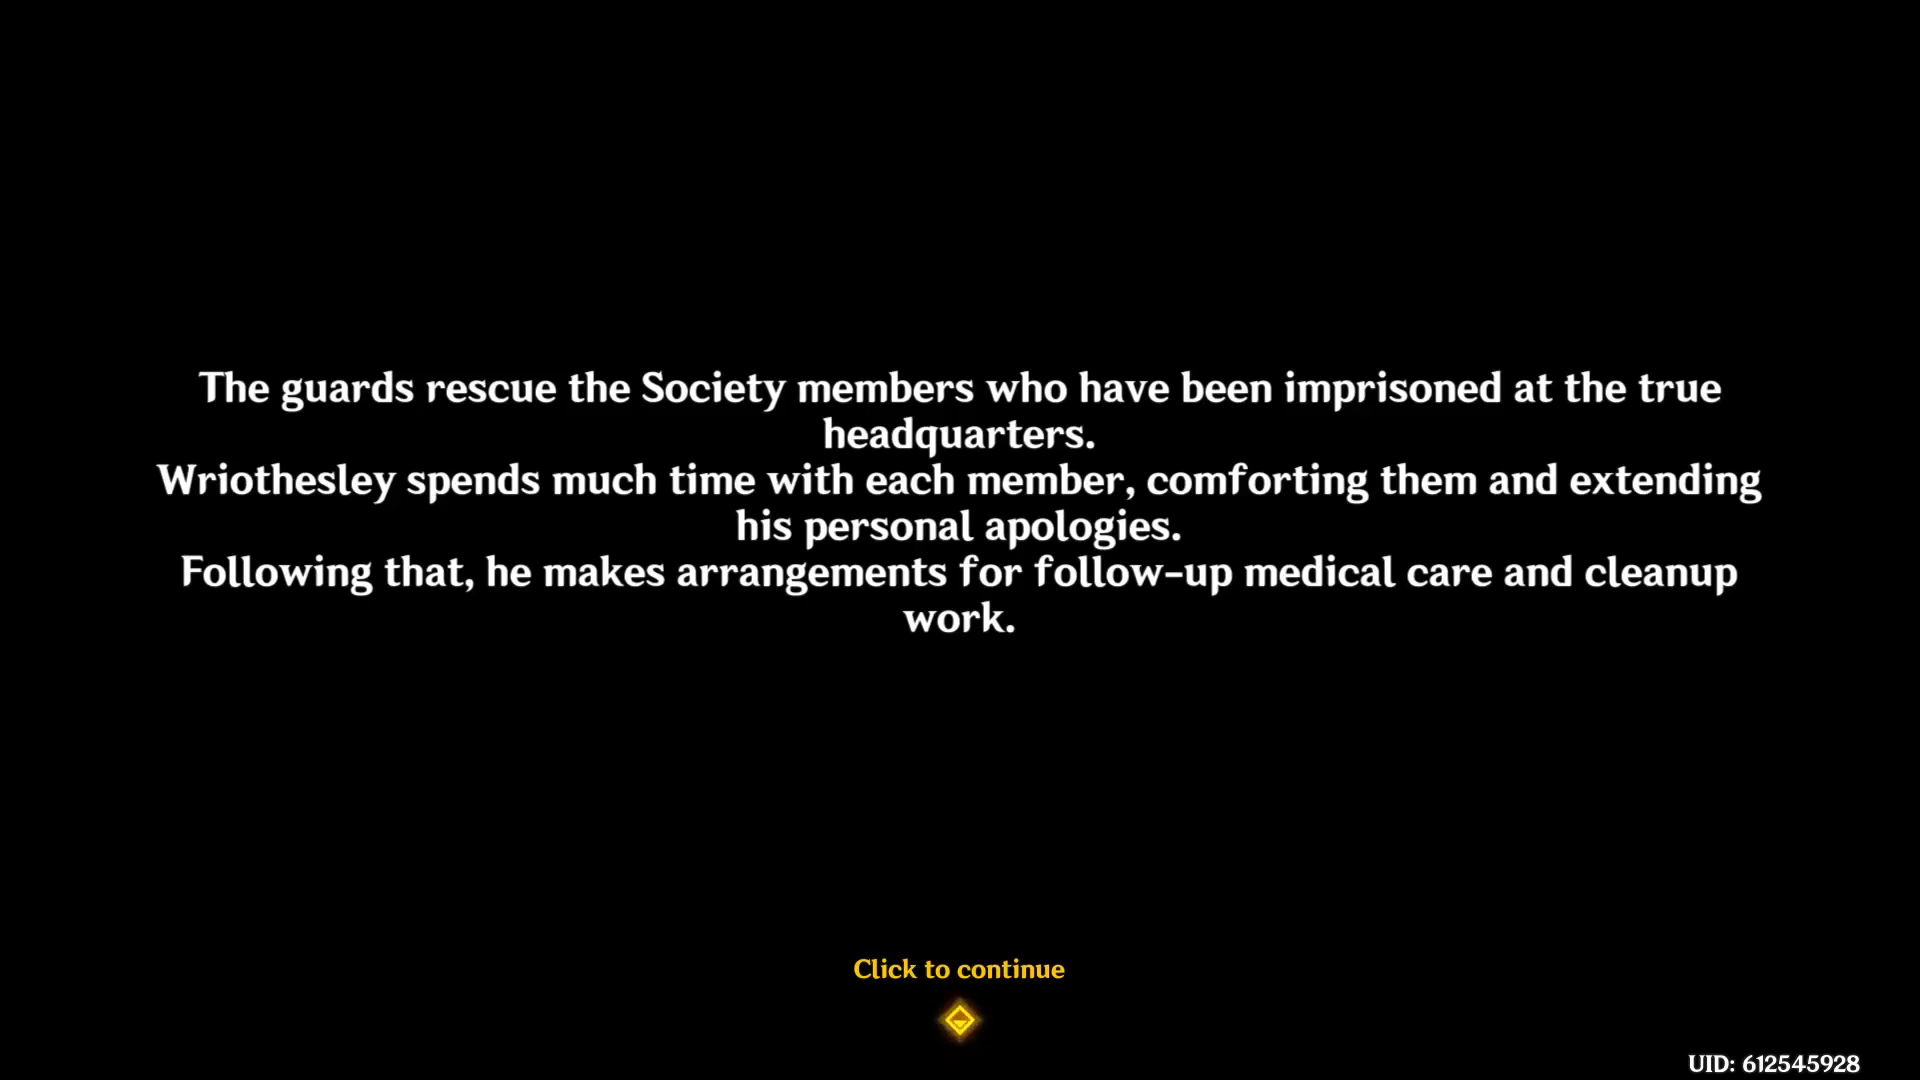 The guards rescue the Society members who have been imprisoned at the true
headquarters.
Wriothesley spends much time with each member, comforting them and extending
his personal apologies.
Following that, he makes arrangements for follow-up medical care and cleanup
work.
Click to continue
UID: 612545928